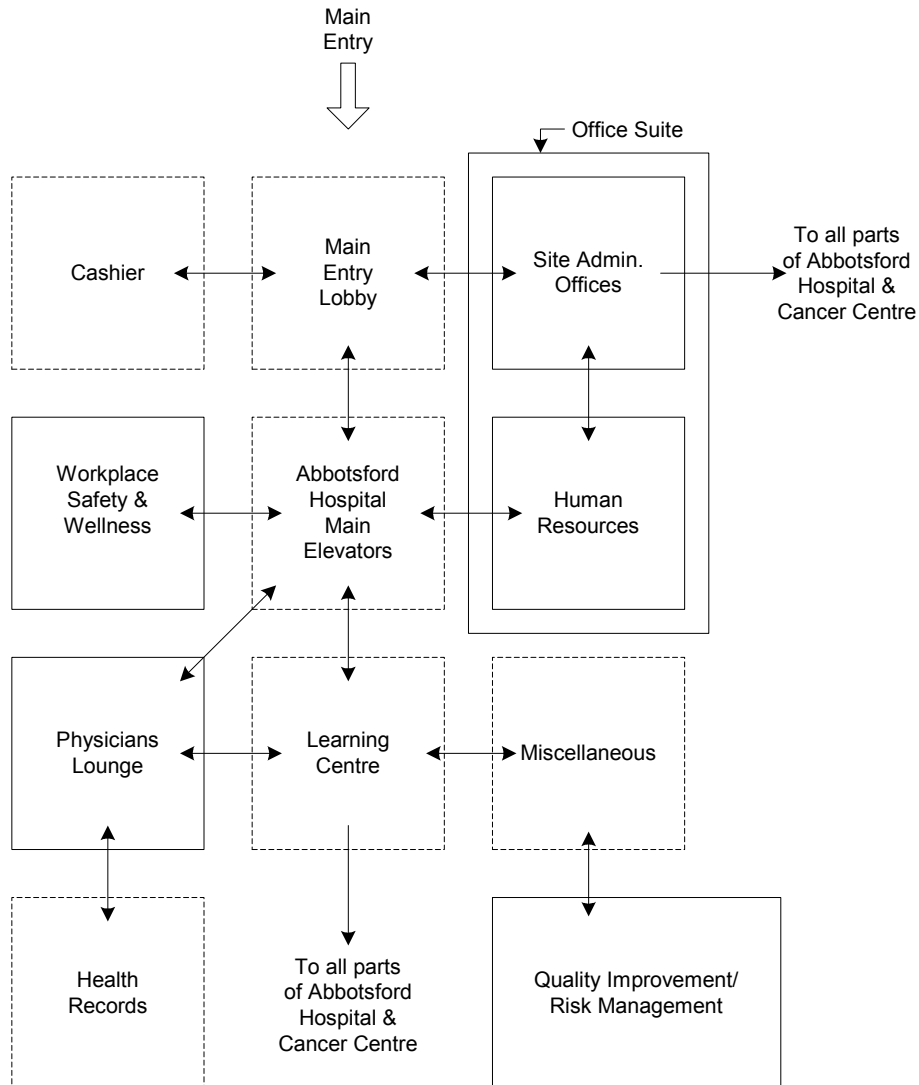 Main
Entry
Office Suite
Cashier
Main
Entry
Lobby
Site Admin.
Offices
To all parts
of Abbotsford
Hospital &
Cancer Centre
Workplace
Safety &
Wellness
Abbotsford
Hospital
Main
Elevators
Human
Resources
Physicians
Lounge
Learning
Centre
Miscellaneous
Health
Records
To all parts
of Abbotsford
Hospital &
Cancer Centre
Quality Improvement/
Risk Management